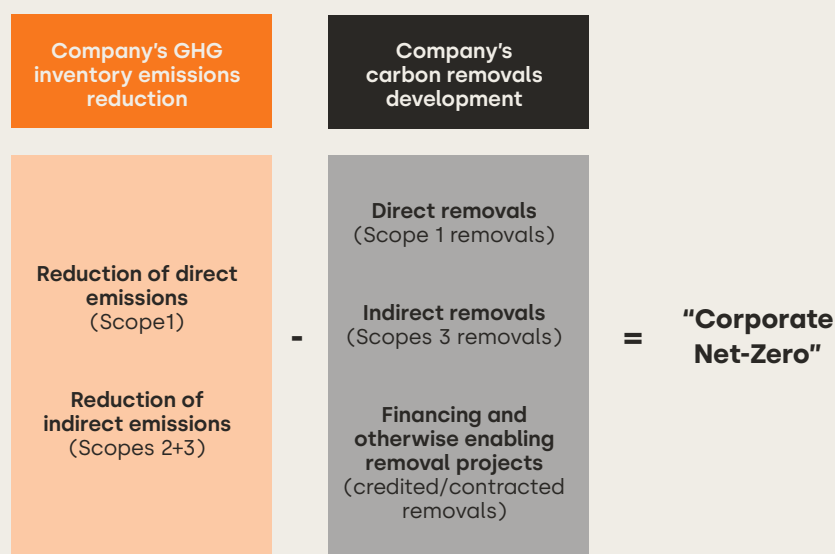 Company's GHG
inventory emissions
reduction
Company's
carbon removals
development
Reduction of direct
emissions
(Scope1)
Reduction of
indirect emissions
(Scopes 2+3)
-
Direct removals
(Scope 1 removals)
Indirect removals
(Scopes 3 removals)
Financing and
otherwise enabling
removal projects
(credited/contracted
removals)
=
“Corporate
Net-Zero”